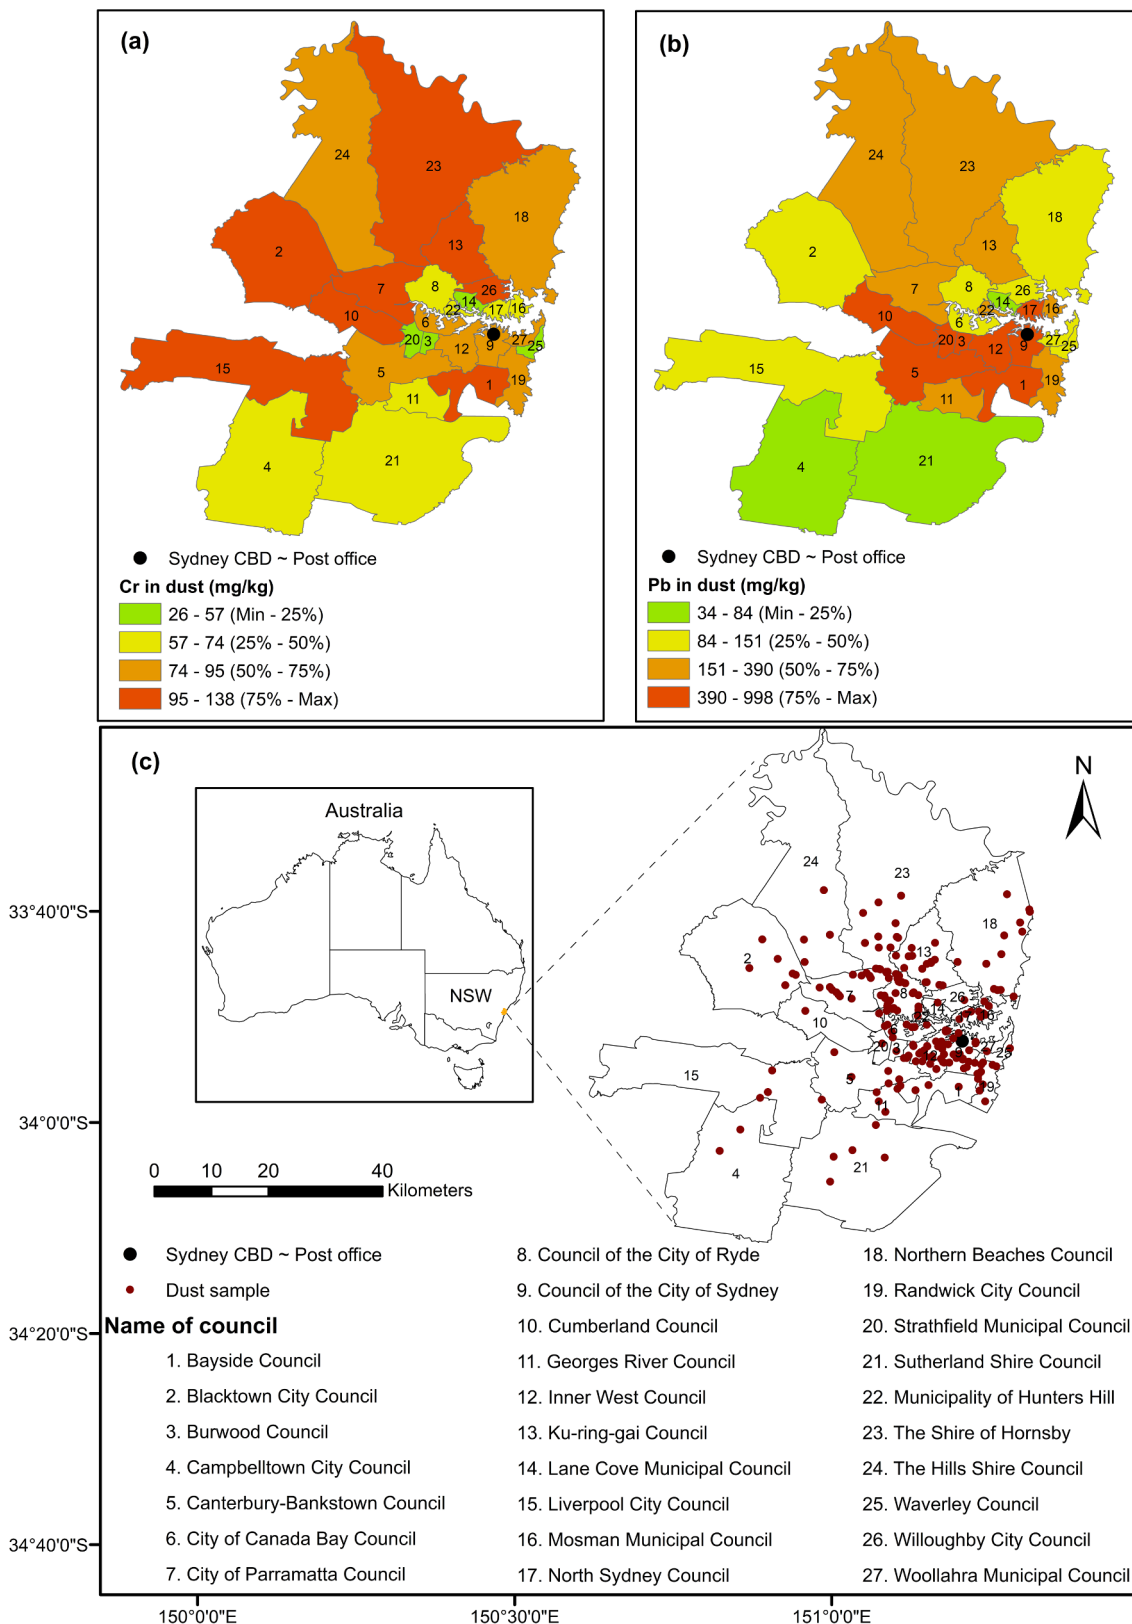 (a)
24
23
18
2
13
7
8
26
14
16
17
22
10
6
20
3
12
9
27
25
15
5
19
1
11
4
21
Sydney CBD ~ Post office
Cr in dust (mg/kg)
26 - 57 (Min - 25%)
57 - 74 (25% - 50%)
74 - 95 (50% - 75%)
95 - 138 (75% - Max)
(b)
24
23
18
2
13
7
8
26
14
16
17
22
10
6
20
3
12
9
27
25
15
5
19
1
11
4
21
Sydney CBD ~ Post office
Pb in dust (mg/kg)
34 - 84 (Min - 25%)
84 - 151 (25% - 50%)
151 - 390 (50% - 75%)
390 - 998 (75% - Max)
(c)
Australia
NSW
N
24
23
18
13
2
7
8
26
14
10
20
12
9
27
15
5
1
11
4
21
33°40'0"S
34°0'0"S
34°20'0"S
34°40'0"S
0 10 20 40
Kilometers
Sydney CBD ~ Post office
Dust sample
Name of council
1. Bayside Council
2. Blacktown City Council
3. Burwood Council
4. Campbelltown City Council
5. Canterbury-Bankstown Council
6. City of Canada Bay Council
7. City of Parramatta Council
8. Council of the City of Ryde
9. Council of the City of Sydney
10. Cumberland Council
11. Georges River Council
12. Inner West Council
13. Ku-ring-gai Council
14. Lane Cove Municipal Council
15. Liverpool City Council
16. Mosman Municipal Council
17. North Sydney Council
18. Northern Beaches Council
19. Randwick City Council
20. Strathfield Municipal Council
21. Sutherland Shire Council
22. Municipality of Hunters Hill
23. The Shire of Hornsby
24. The Hills Shire Council
25. Waverley Council
26. Willoughby City Council
27. Woollahra Municipal Council
150°0'0"E
150°30'0"E
151°0'0"E